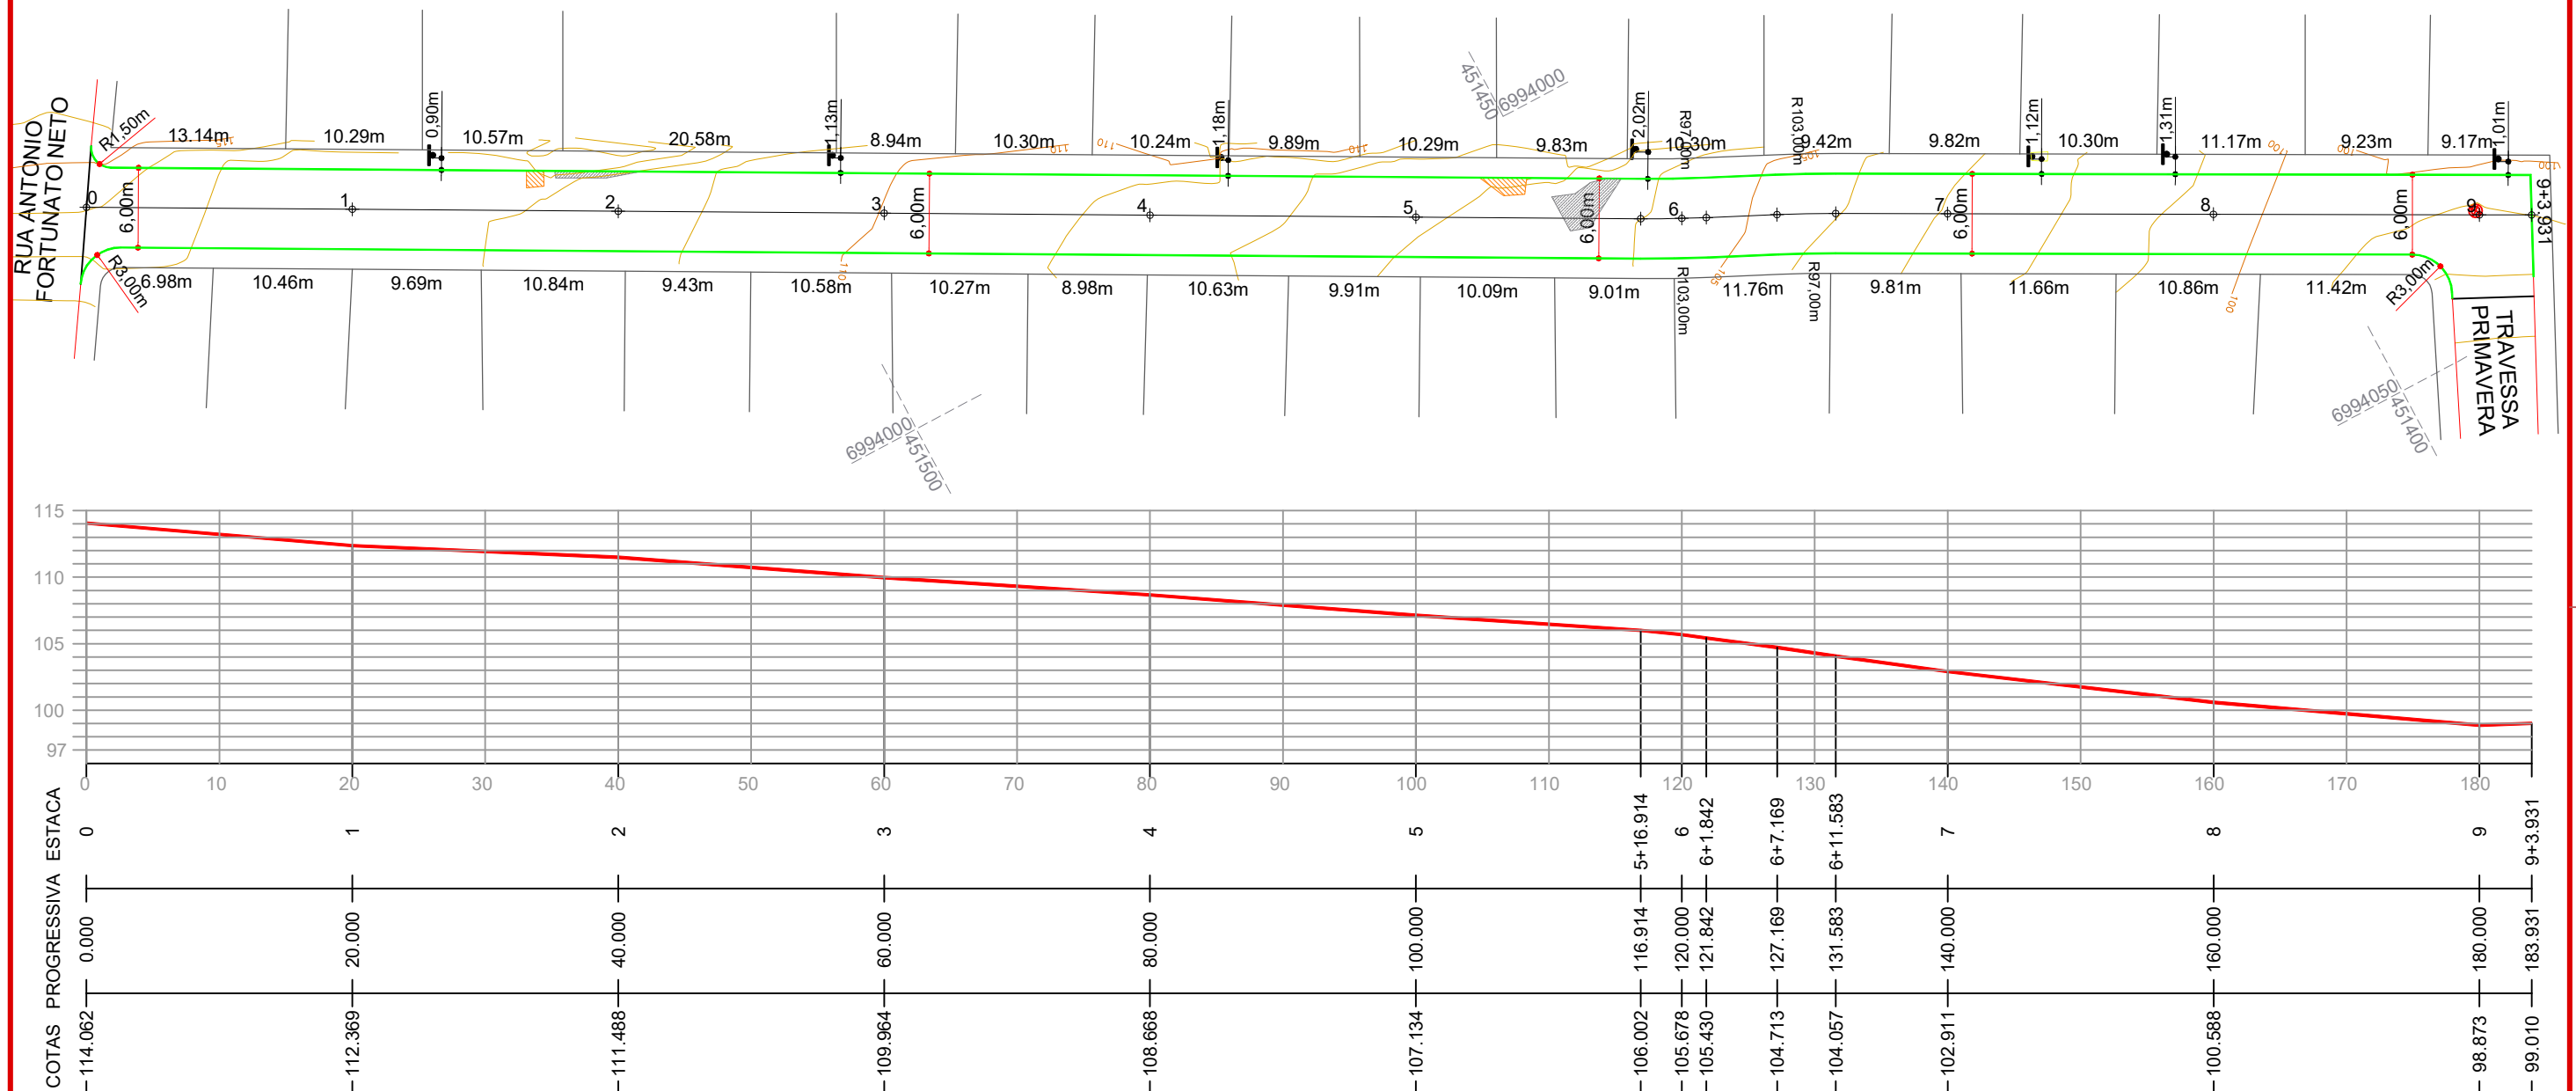 RUA ANTONIO
FORTUNATO NETO
R1,50m
13.14m
115
10.29m
0,90m
10.57m
20.58m
1,13m
8.94m
10.30m
110
110
10.24m
1,18m
9.89m
110
10.29m
451450
6994000
9.83m
2,02m
R97,00m
10.30m
R103,00m
9.42m
105
9.82m
1,12m
10.30m
1,31m
11.17m
100
9.23m
100
9.17m
1,01m
100
0
1
2
3
4
5
6
7
8
9
9+3,931
6,00m
6,00m
6,00m
6,00m
6,00m
R3,00m
6.98m
10.46m
9.69m
10.84m
9.43m
10.58m
110
10.27m
8.98m
10.63m
9.91m
10.09m
9.01m
R103,00m
105
11.76m
R97,00m
9.81m
11.66m
10.86m
100
11.42m
R3,00m
TRAVESSA
PRIMAVERA
6994000
451500
6994050
451400
115
110
105
100
97
0 10 20 30 40 50 60 70 80 90 100 110 120 130 140 150 160 170 180
ESTACA 0 1 2 3 4 5 5+16.914 6 6+1.842 6+7.169 6+11.583 7 8 9 9+3.931
PROGRESSIVA 0.000 20.000 40.000 60.000 80.000 100.000 116.914 120.000 121.842 127.169 131.583 140.000 160.000 180.000 183.931
COTAS 114.062 112.369 111.488 109.964 108.668 107.134 106.002 105.678 105.430 104.713 104.057 102.911 100.588 98.873 99.010